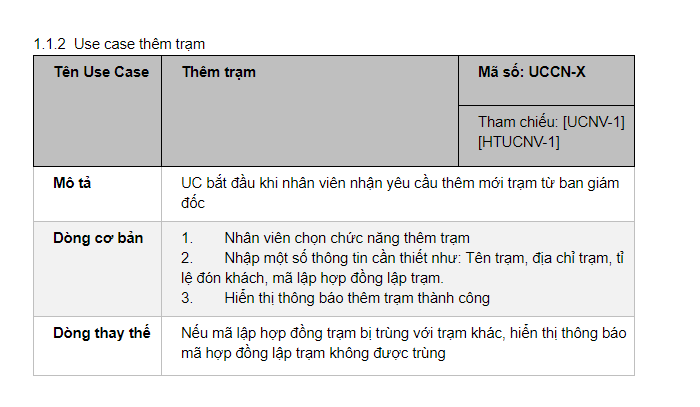 1.1.2 Use case thêm trạm
Tên Use Case
Thêm trạm
Mã số: UCCN-X
Tham chiếu: [UCNV-1]
[HTUCNV-1]
Mô tả
UC bắt đầu khi nhân viên nhận yêu cầu thêm mới trạm từ ban giám
đốc
Dòng cơ bản
1. Nhân viên chọn chức năng thêm trạm
2. Nhập một số thông tin cần thiết như: Tên trạm, địa chỉ trạm, tỉ
lệ đón khách, mã lập hợp đồng lập trạm.
3. Hiển thị thông báo thêm trạm thành công
Dòng thay thế
Nếu mã lập hợp đồng trạm bị trùng với trạm khác, hiển thị thông báo
mã hợp đồng lập trạm không được trùng